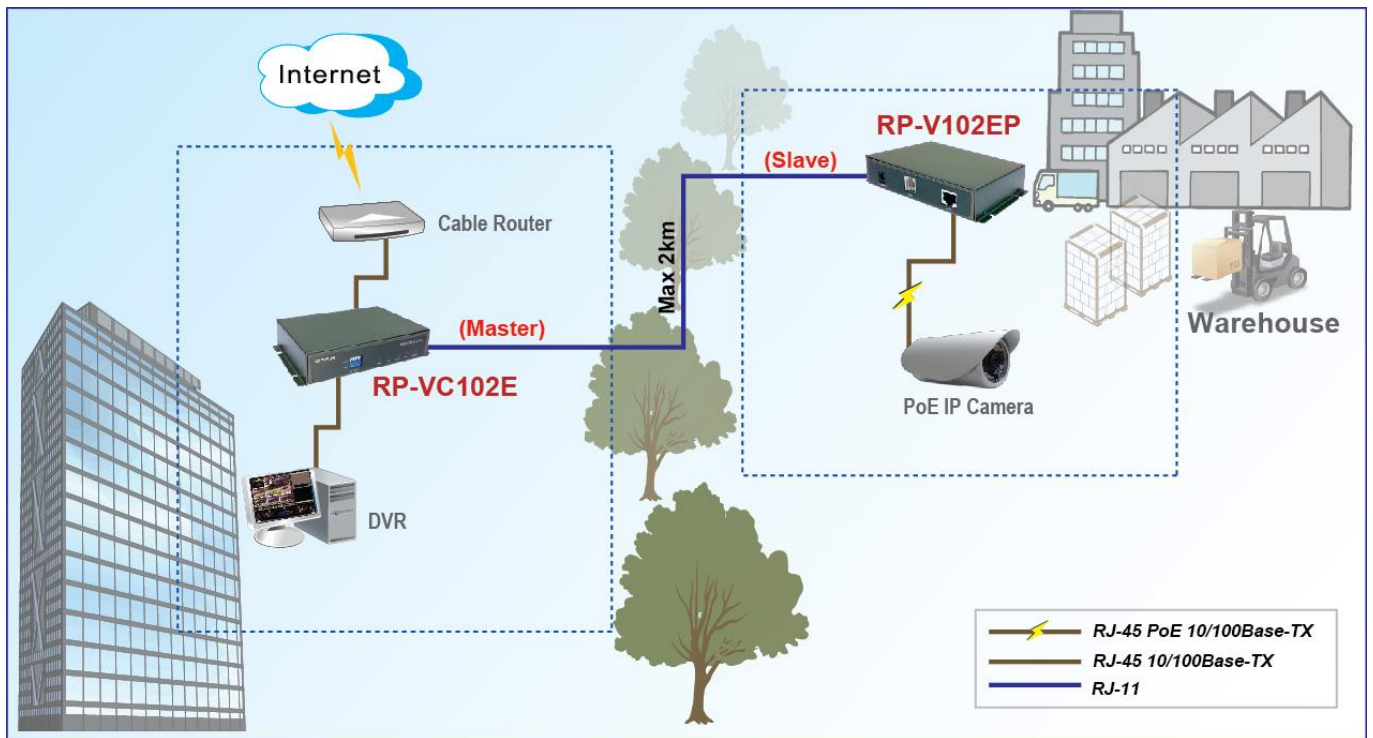 Internet
RP-V102EP
(Slave)
Cable Router
Max 2km
(Master)
RP-VC102E
Warehouse
PoE IP Camera
DVR
RJ-45 PoE 10/100Base-TX
RJ-45 10/100Base-TX
RJ-11